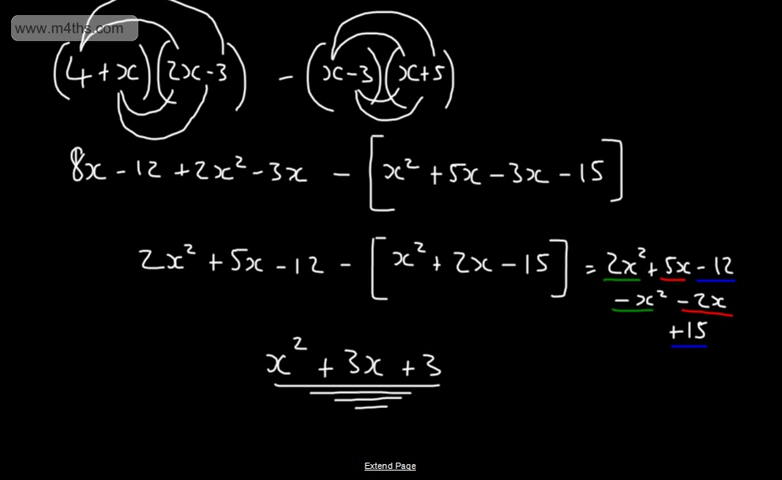 www.m4ths.com
(4+x)(2x-3) - (x-3)(x+5)
8x - 12 + 2x² - 3x - [x² + 5x - 3x - 15]
2x² + 5x - 12 - [x² + 2x - 15] = 2x² + 5x - 12
- x² - 2x
+ 15
x² + 3x + 3
Extend Page